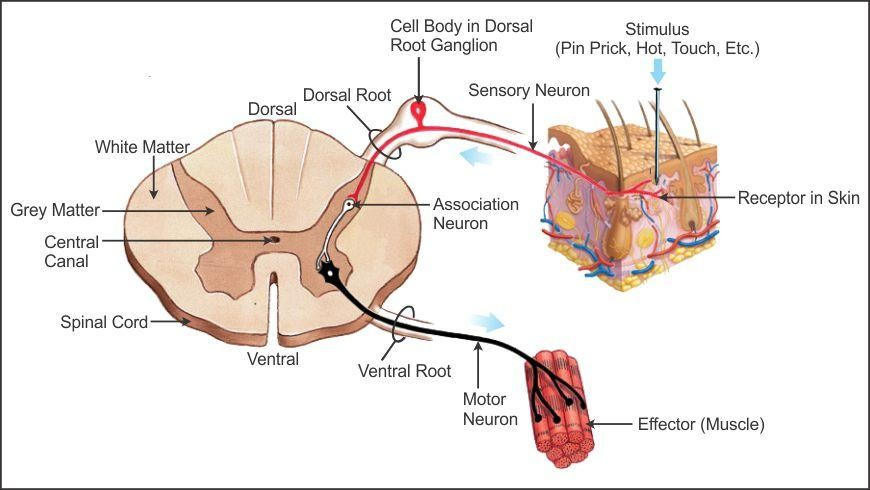 Cell Body in Dorsal
Root Ganglion
Stimulus
(Pin Prick, Hot, Touch, Etc.)
Dorsal Root
Sensory Neuron
Dorsal
White Matter
Grey Matter
Association
Neuron
Receptor in Skin
Central
Canal
Spinal Cord
Ventral
Ventral Root
Motor
Neuron
Effector (Muscle)